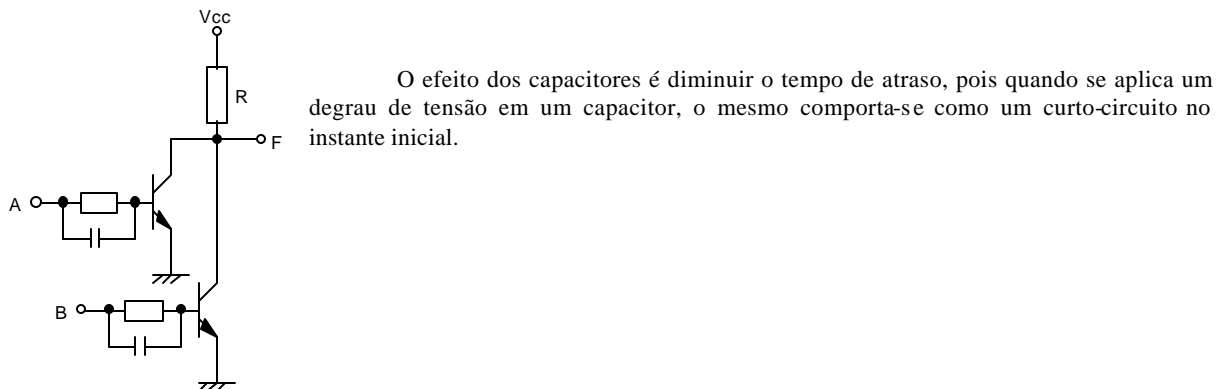 Vcc
R
F
A
B
O efeito dos capacitores é diminuir o tempo de atraso, pois quando se aplica um
degrau de tensão em um capacitor, o mesmo comporta-se como um curto-circuito no
instante inicial.